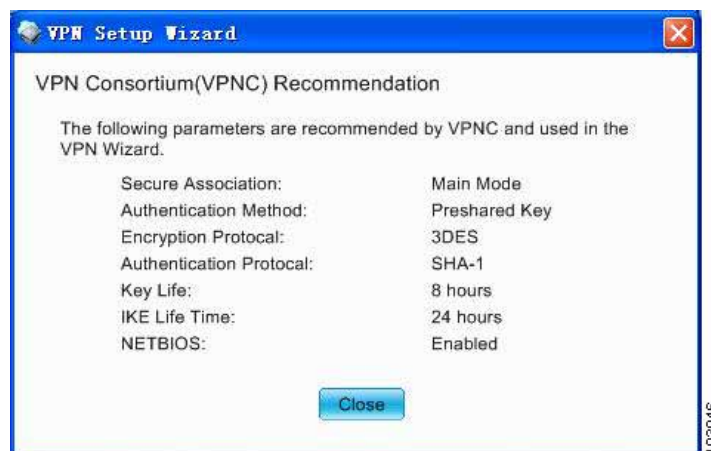 VPN Setup Wizard
VPN Consortium(VPNC) Recommendation
The following parameters are recommended by VPNC and used in the
VPN Wizard.
Secure Association: Main Mode
Authentication Method: Preshared Key
Encryption Protocal: 3DES
Authentication Protocal: SHA-1
Key Life: 8 hours
IKE Life Time: 24 hours
NETBIOS: Enabled
Close